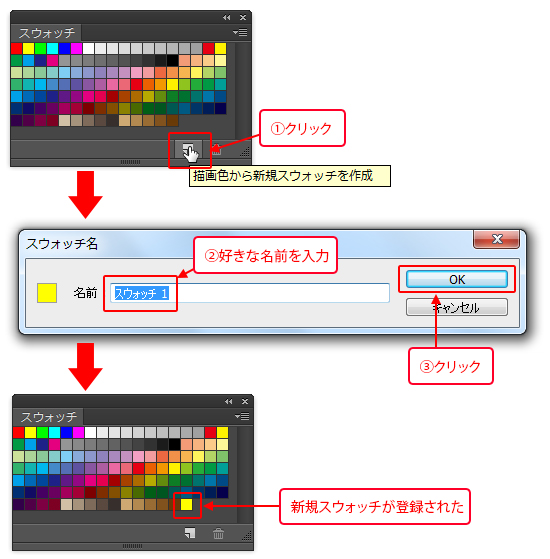 スウォッチ
①クリック
描画色から新規スウォッチを作成
スウォッチ名
②好きな名前を入力
名前
スウォッチ 1
OK
キャンセル
③クリック
スウォッチ
新規スウォッチが登録された